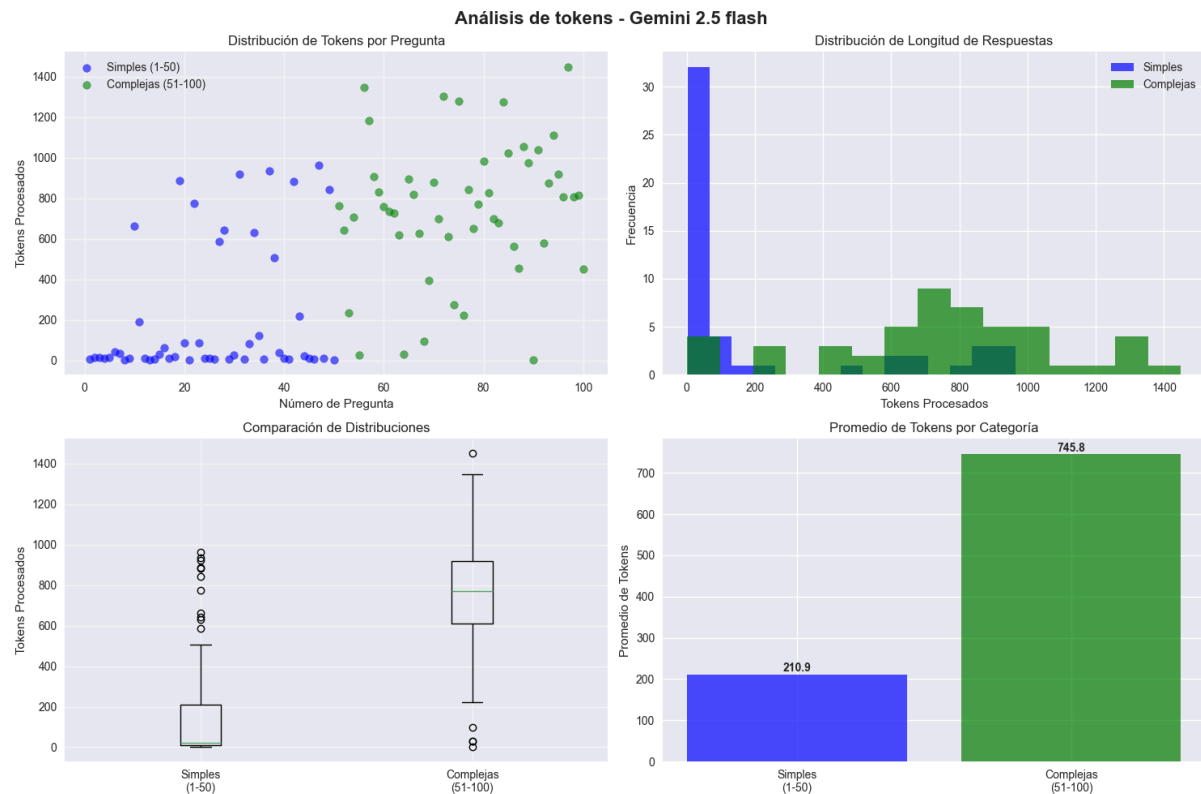 Análisis de tokens - Gemini 2.5 flash
Distribución de Tokens por Pregunta
Simples (1-50)
Complejas (51-100)
Tokens Procesados
1400
1200
1000
800
600
400
200
0
0
20
40
60
80
100
Número de Pregunta
Distribución de Longitud de Respuestas
Simples
Complejas
Frecuencia
30
25
20
15
10
5
0
0
200
400
600
800
1000
1200
1400
Tokens Procesados
Comparación de Distribuciones
Tokens Procesados
1400
1200
1000
800
600
400
200
0
Simples
(1-50)
Complejas
(51-100)
Promedio de Tokens por Categoría
Promedio de Tokens
700
600
500
400
300
200
100
0
210.9
745.8
Simples
(1-50)
Complejas
(51-100)